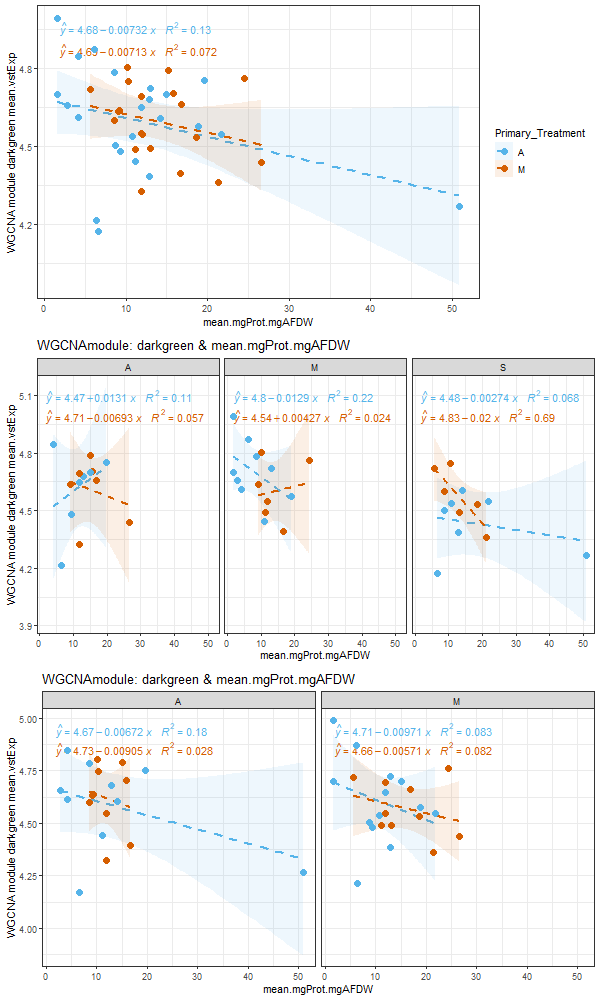 ŷ = 4.68 − 0.00732 x R² = 0.13
ŷ = 4.69 − 0.00713 x R² = 0.072
4.8
4.5
4.2
WGCNA module darkgreen mean.vstExp
0 10 20 30 40 50
mean.mgProt.mgAFDW
Primary_Treatment
A
M
WGCNAmodule: darkgreen & mean.mgProt.mgAFDW
A M S
ŷ = 4.47 + 0.0131 x R² = 0.11
ŷ = 4.71 − 0.00693 x R² = 0.057
ŷ = 4.8 − 0.0129 x R² = 0.22
ŷ = 4.54 + 0.00427 x R² = 0.024
ŷ = 4.48 − 0.00274 x R² = 0.068
ŷ = 4.83 − 0.02 x R² = 0.69
5.1
4.8
4.5
4.2
3.9
WGCNA module darkgreen mean.vstExp
0 10 20 30 40 50 0 10 20 30 40 50 0 10 20 30 40 50
mean.mgProt.mgAFDW
WGCNAmodule: darkgreen & mean.mgProt.mgAFDW
A M
ŷ = 4.67 − 0.00672 x R² = 0.18
ŷ = 4.73 − 0.00905 x R² = 0.028
ŷ = 4.71 − 0.00971 x R² = 0.083
ŷ = 4.66 − 0.00571 x R² = 0.082
5.00
4.75
4.50
4.25
4.00
WGCNA module darkgreen mean.vstExp
0 10 20 30 40 50 0 10 20 30 40 50
mean.mgProt.mgAFDW